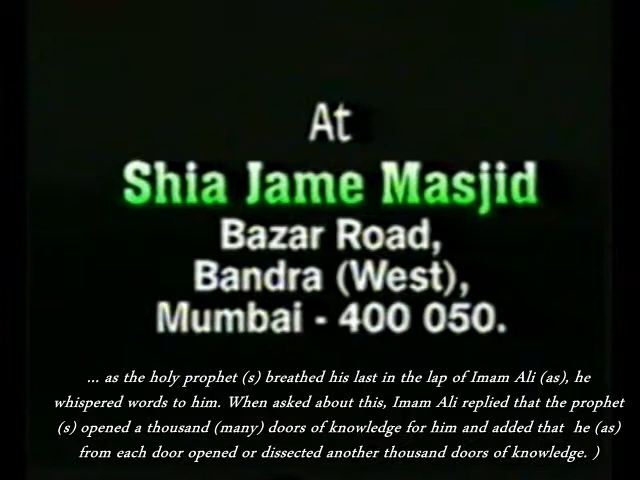 At
Shia Jame Masjid
Bazar Road,
Bandra (West),
Mumbai - 400 050.
... as the holy prophet (s) breathed his last in the lap of Imam Ali (as), he
whispered words to him. When asked about this, Imam Ali replied that the prophet
(s) opened a thousand (many) doors of knowledge for him and added that he (as)
from each door opened or dissected another thousand doors of knowledge. )